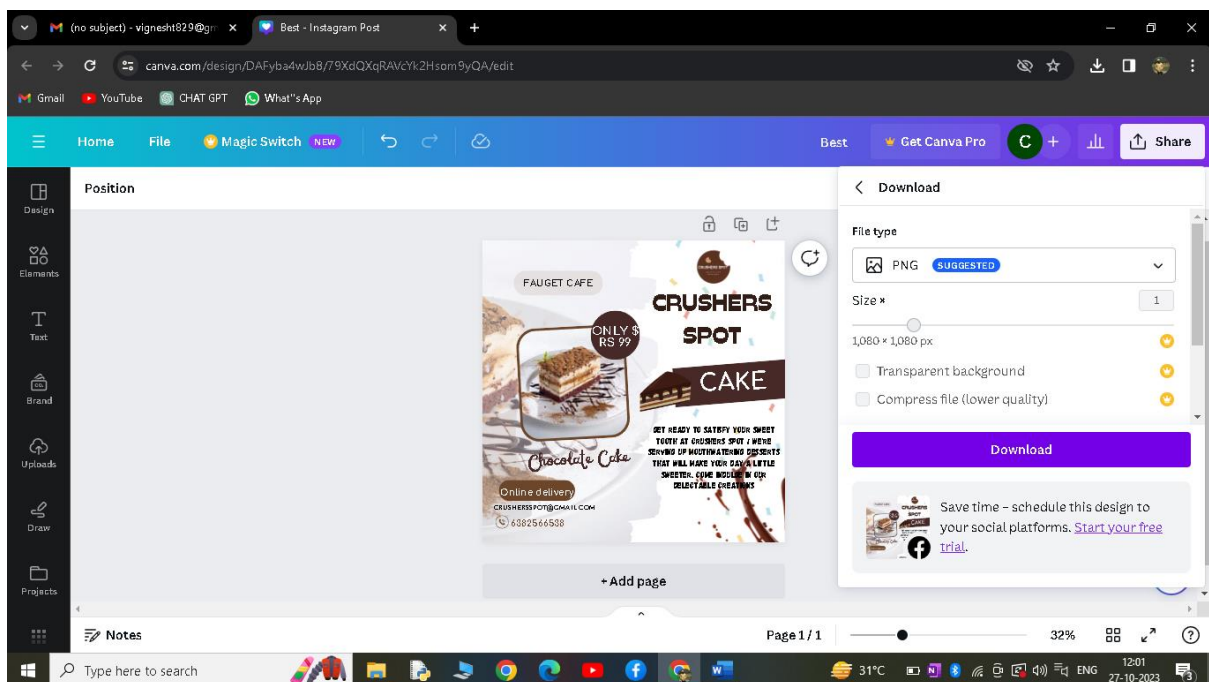 (no subject) - vignesht829@gm
Best - Instagram Post
canva.com/design/DAFyba4wJb8/79XdQXqRAVcYk2Hsom9yQA/edit
Gmail YouTube CHAT GPT What"s App
Home File Magic Switch NEW Best Get Canva Pro C + Share
Position
Design
Elements
Text
CO.
Brand
Uploads
Draw
Projects
FAUGET CAFE
ONLY $
RS 99
Chocolate Cake
Online delivery
CRUSHERSSPOT@GMAIL.COM
6382566538
CRUSHERS
SPOT
CAKE
GET READY TO SATISFY YOUR SWEET
TOOTH AT CRUSHERS SPOT ! WE'RE
SERVING UP MOUTHWATERING DESSERTS
THAT WILL MAKE YOUR DAY A LITTLE
SWEETER. COME INDULGE IN OUR
DELECTABLE CREATIONS
+ Add page
Download
File type
PNG SUGGESTED
Size × 1
1,080 × 1,080 px
Transparent background
Compress file (lower quality)
Download
Save time – schedule this design to
your social platforms. Start your free
trial.
Notes Page 1 / 1 32%
Type here to search
31°C ENG 12:01
27-10-2023